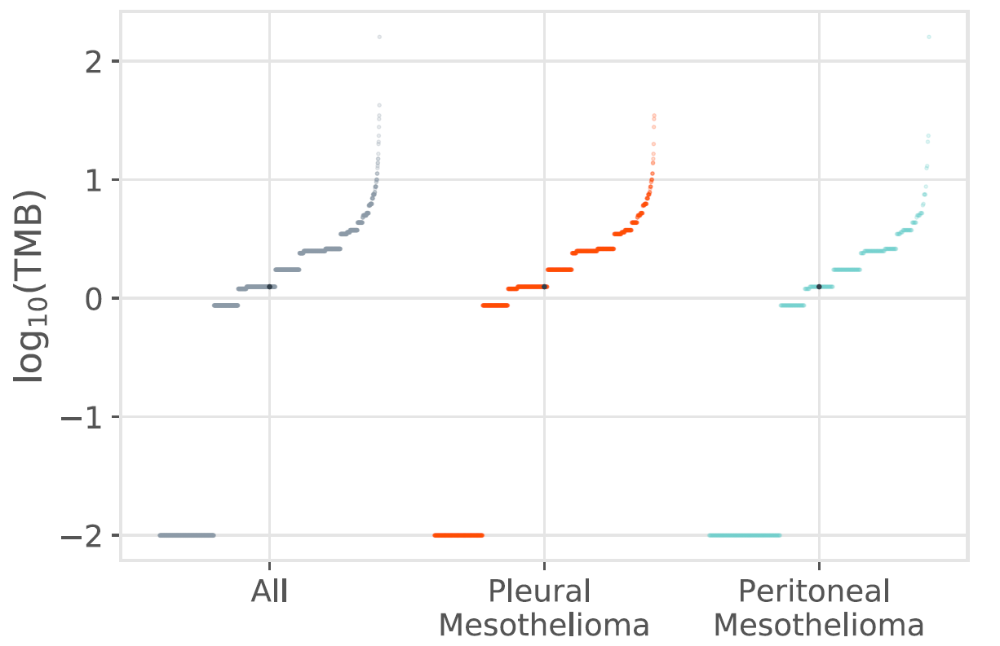 log10(TMB)
2
1
0
−1
−2
All
Pleural
Mesothelioma
Peritoneal
Mesothelioma